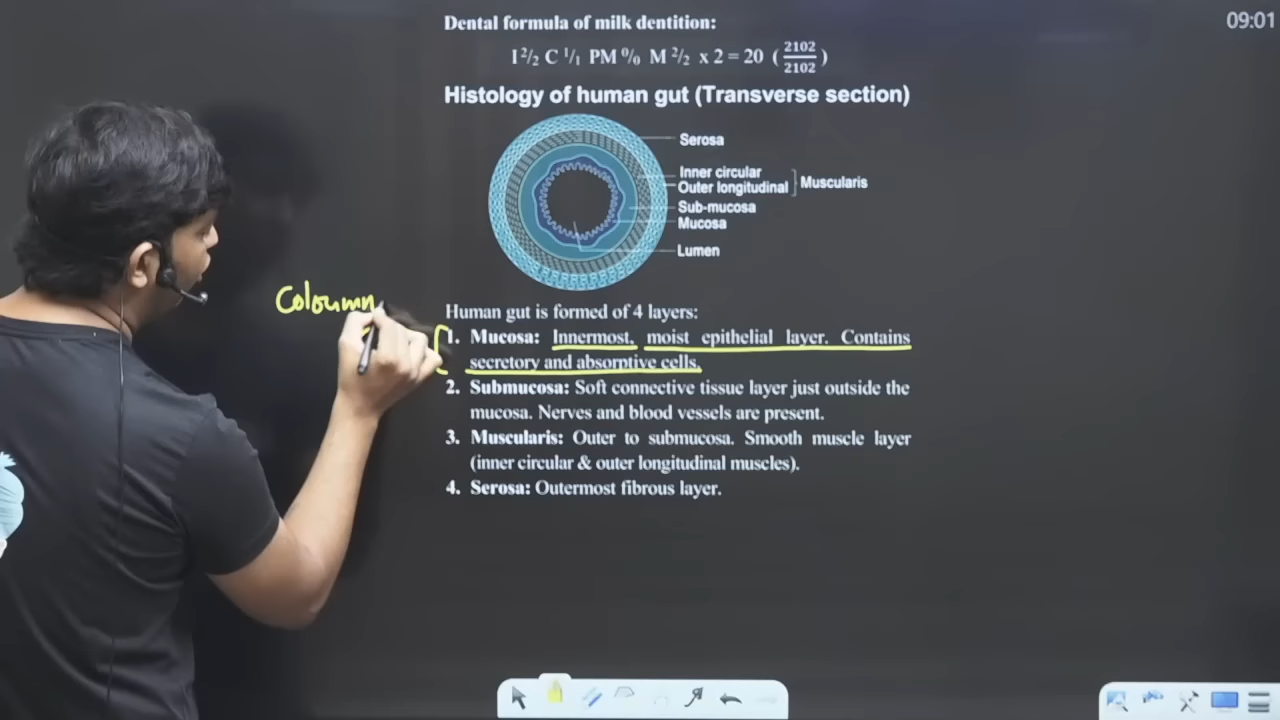 09:01
Dental formula of milk dentition:
I 2/2 C 1/1 PM 0/0 M 2/2 x 2 = 20 (2102/2102)
Histology of human gut (Transverse section)
Serosa
Inner circular
Outer longitudinal
Muscularis
Sub-mucosa
Mucosa
Lumen
Coloumn
Human gut is formed of 4 layers:
1. Mucosa: Innermost, moist epithelial layer. Contains
secretory and absorptive cells.
2. Submucosa: Soft connective tissue layer just outside the
mucosa. Nerves and blood vessels are present.
3. Muscularis: Outer to submucosa. Smooth muscle layer
(inner circular & outer longitudinal muscles).
4. Serosa: Outermost fibrous layer.